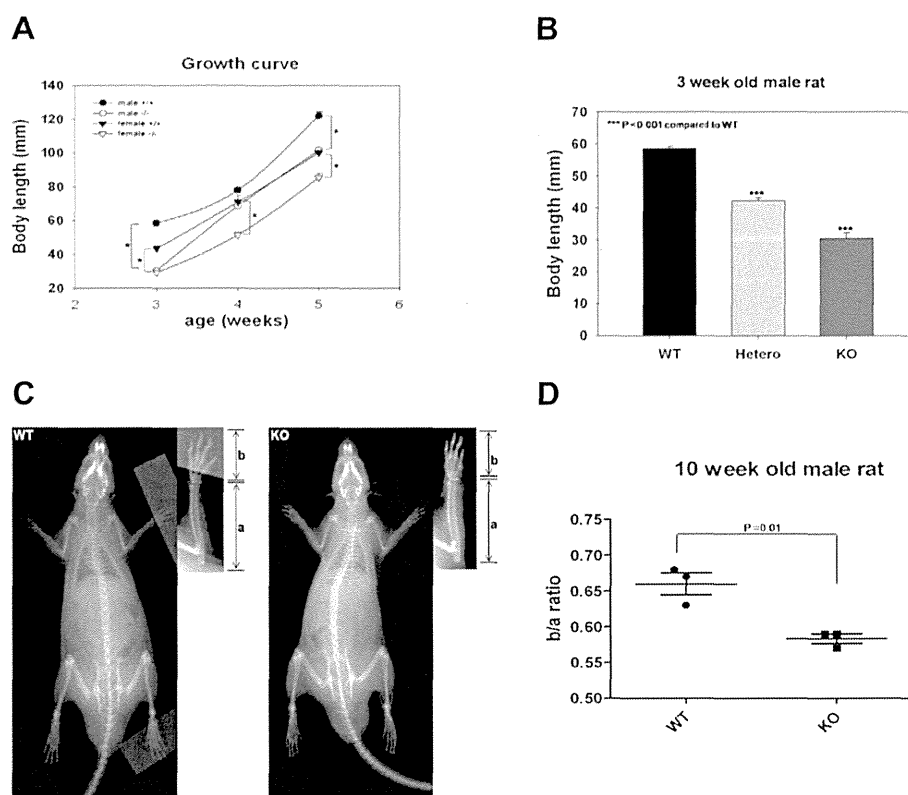 A
Growth curve
Body length (mm)
140
120
100
80
60
40
20
male +/+
male -/-
female +/+
female -/-
*
*
*
*
*
2
3
4
5
6
age (weeks)
B
3 week old male rat
*** P<0.001 compared to WT
Body length (mm)
70
60
50
40
30
20
10
0
***
***
WT
Hetero
KO
C
WT
b
a
KO
b
a
D
10 week old male rat
P=0.01
b/a ratio
0.75
0.70
0.65
0.60
0.55
0.50
WT
KO